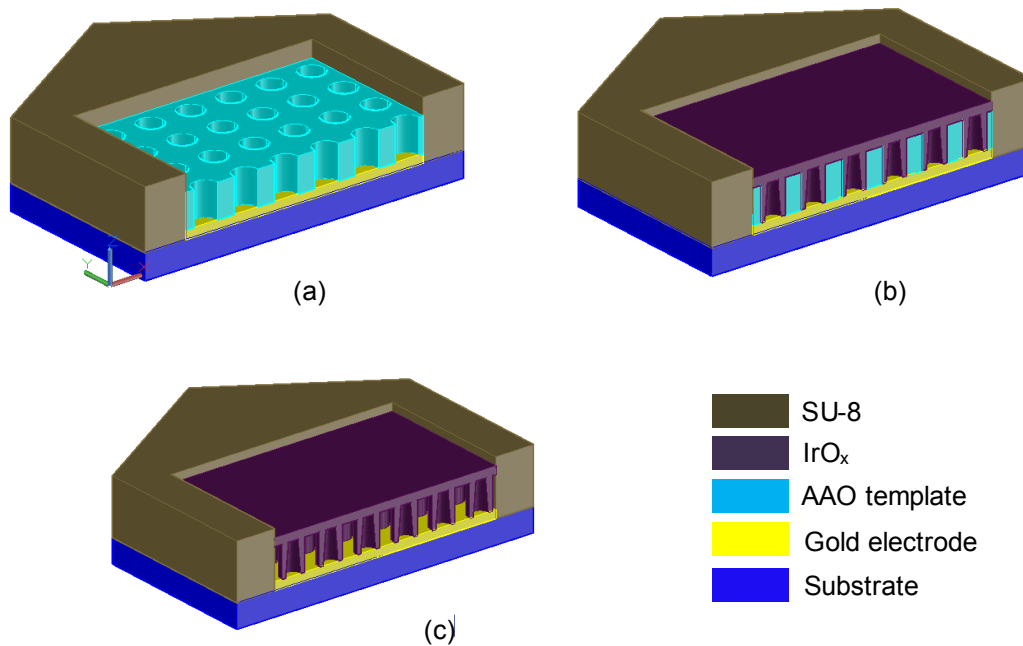 (a)
(b)
(c)
SU-8
IrOₓ
AAO template
Gold electrode
Substrate
Z
Y
X